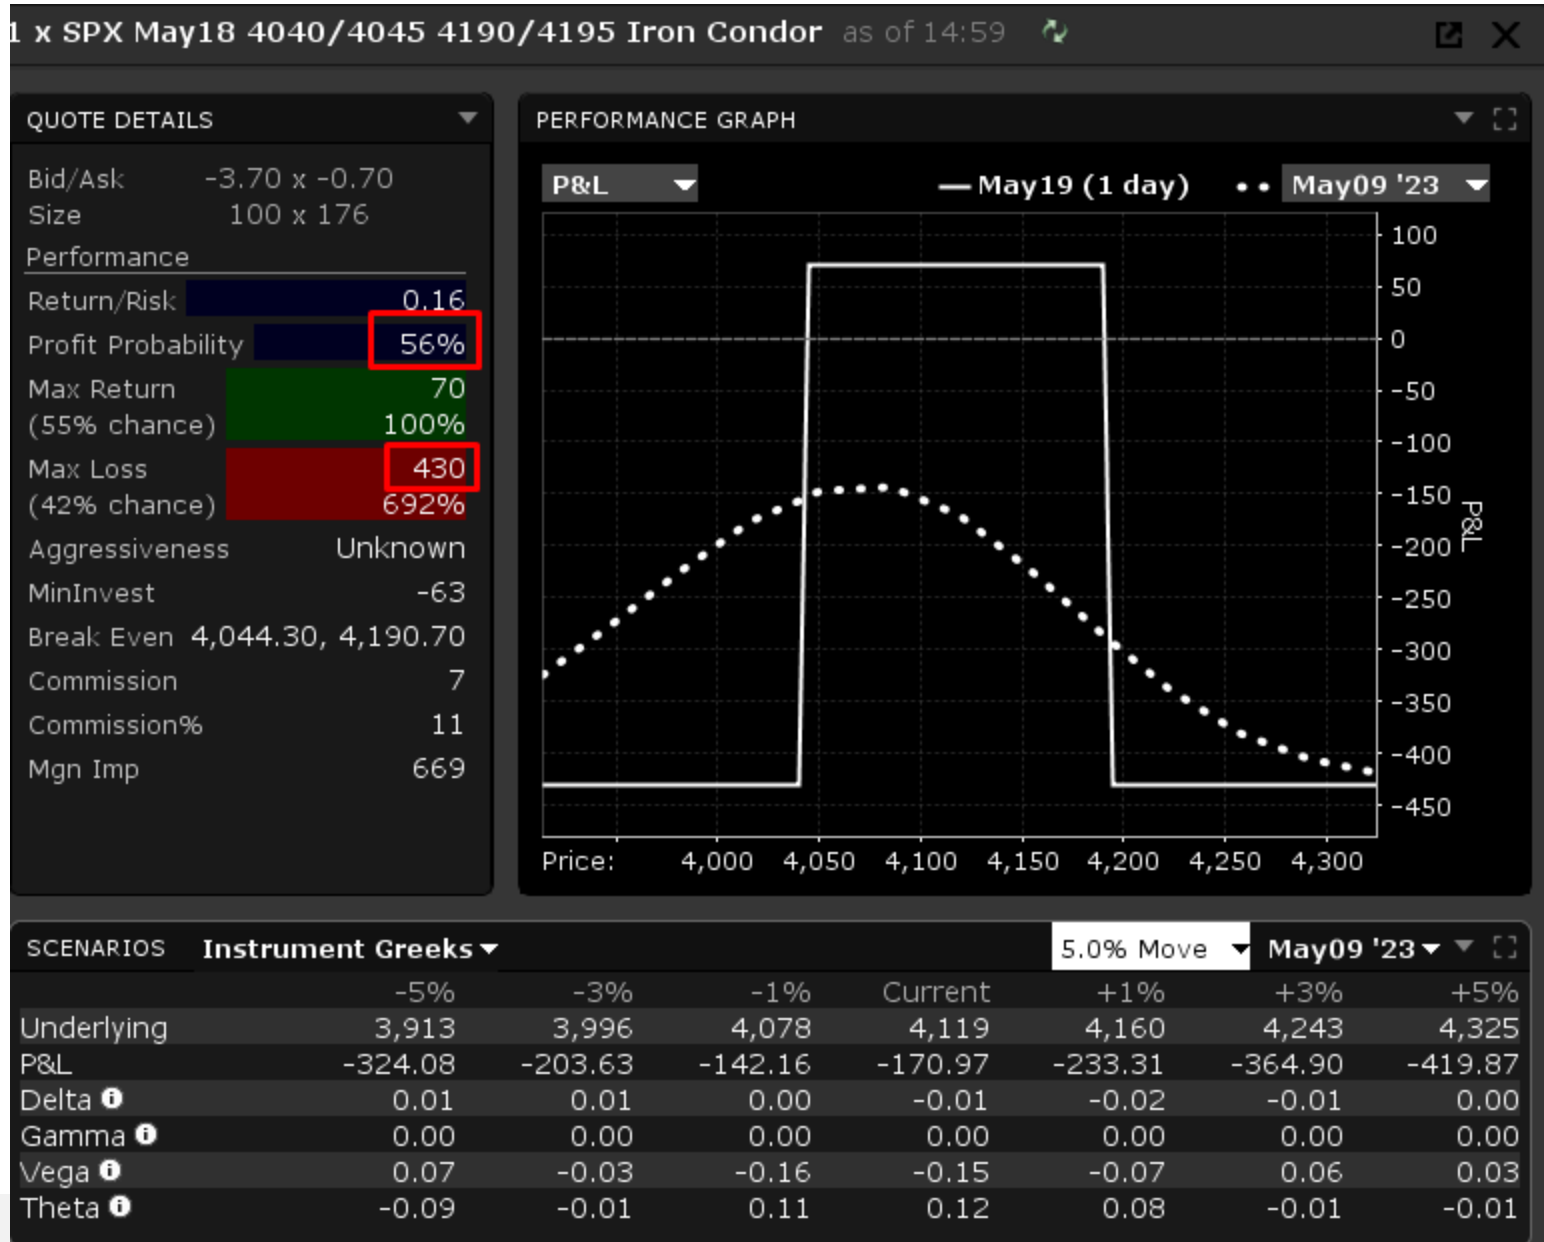 1 x SPX May18 4040/4045 4190/4195 Iron Condor as of 14:59
QUOTE DETAILS
Bid/Ask -3.70 x -0.70
Size 100 x 176
Performance
Return/Risk 0.16
Profit Probability 56%
Max Return 70
(55% chance) 100%
Max Loss 430
(42% chance) 692%
Aggressiveness Unknown
MinInvest -63
Break Even 4,044.30, 4,190.70
Commission 7
Commission% 11
Mgn Imp 669
PERFORMANCE GRAPH
P&L May19 (1 day) May09 '23
100
50
0
-50
-100
-150
-200
-250
-300
-350
-400
-450
P&L
Price: 4,000 4,050 4,100 4,150 4,200 4,250 4,300
SCENARIOS Instrument Greeks 5.0% Move May09 '23
-5% -3% -1% Current +1% +3% +5%
Underlying 3,913 3,996 4,078 4,119 4,160 4,243 4,325
P&L -324.08 -203.63 -142.16 -170.97 -233.31 -364.90 -419.87
Delta 0.01 0.01 0.00 -0.01 -0.02 -0.01 0.00
Gamma 0.00 0.00 0.00 0.00 0.00 0.00 0.00
Vega 0.07 -0.03 -0.16 -0.15 -0.07 0.06 0.03
Theta -0.09 -0.01 0.11 0.12 0.08 -0.01 -0.01